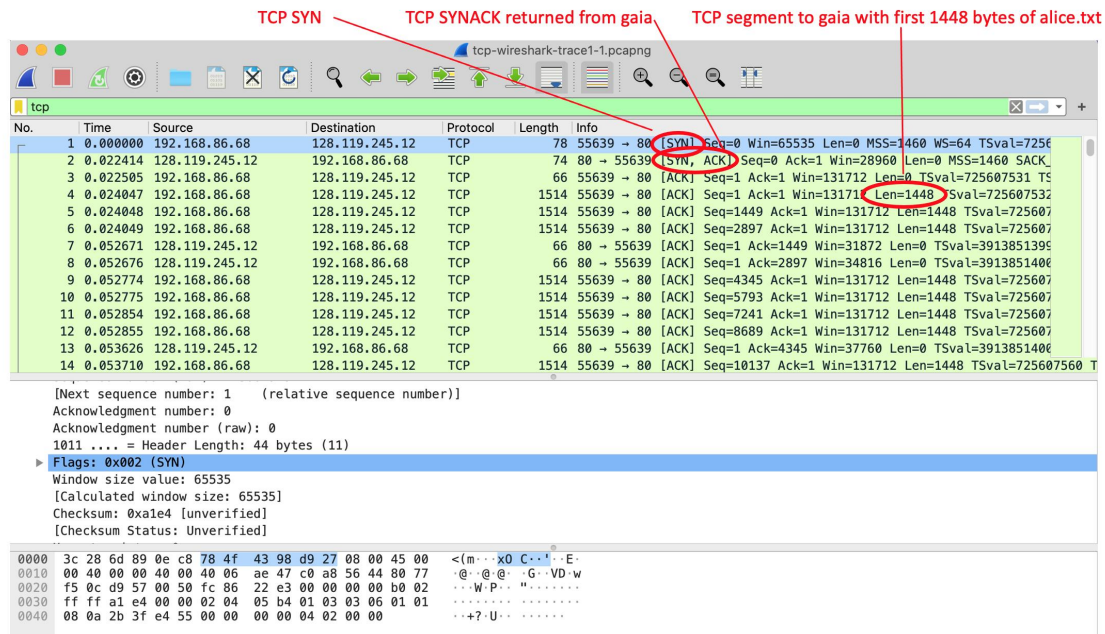 TCP SYN TCP SYNACK returned from gaia TCP segment to gaia with first 1448 bytes of alice.txt
tcp-wireshark-trace1-1.pcapng
tcp
No. Time Source Destination Protocol Length Info
1 0.000000 192.168.86.68 128.119.245.12 TCP 78 55639 → 80 [SYN] Seq=0 Win=65535 Len=0 MSS=1460 WS=64 TSval=7256
2 0.022414 128.119.245.12 192.168.86.68 TCP 74 80 → 55639 [SYN, ACK] Seq=0 Ack=1 Win=28960 Len=0 MSS=1460 SACK_
3 0.022505 192.168.86.68 128.119.245.12 TCP 66 55639 → 80 [ACK] Seq=1 Ack=1 Win=131712 Len=0 TSval=725607531 TS
4 0.024047 192.168.86.68 128.119.245.12 TCP 1514 55639 → 80 [ACK] Seq=1 Ack=1 Win=131712 Len=1448 TSval=725607532
5 0.024048 192.168.86.68 128.119.245.12 TCP 1514 55639 → 80 [ACK] Seq=1449 Ack=1 Win=131712 Len=1448 TSval=725607
6 0.024049 192.168.86.68 128.119.245.12 TCP 1514 55639 → 80 [ACK] Seq=2897 Ack=1 Win=131712 Len=1448 TSval=725607
7 0.052671 128.119.245.12 192.168.86.68 TCP 66 80 → 55639 [ACK] Seq=1 Ack=1449 Win=31872 Len=0 TSval=3913851399
8 0.052676 128.119.245.12 192.168.86.68 TCP 66 80 → 55639 [ACK] Seq=1 Ack=2897 Win=34816 Len=0 TSval=3913851400
9 0.052774 192.168.86.68 128.119.245.12 TCP 1514 55639 → 80 [ACK] Seq=4345 Ack=1 Win=131712 Len=1448 TSval=725607
10 0.052775 192.168.86.68 128.119.245.12 TCP 1514 55639 → 80 [ACK] Seq=5793 Ack=1 Win=131712 Len=1448 TSval=725607
11 0.052854 192.168.86.68 128.119.245.12 TCP 1514 55639 → 80 [ACK] Seq=7241 Ack=1 Win=131712 Len=1448 TSval=725607
12 0.052855 192.168.86.68 128.119.245.12 TCP 1514 55639 → 80 [ACK] Seq=8689 Ack=1 Win=131712 Len=1448 TSval=725607
13 0.053626 128.119.245.12 192.168.86.68 TCP 66 80 → 55639 [ACK] Seq=1 Ack=4345 Win=37760 Len=0 TSval=3913851400
14 0.053710 192.168.86.68 128.119.245.12 TCP 1514 55639 → 80 [ACK] Seq=10137 Ack=1 Win=131712 Len=1448 TSval=725607560 T
[Next sequence number: 1 (relative sequence number)]
Acknowledgment number: 0
Acknowledgment number (raw): 0
1011 .... = Header Length: 44 bytes (11)
Flags: 0x002 (SYN)
Window size value: 65535
[Calculated window size: 65535]
Checksum: 0xa1e4 [unverified]
[Checksum Status: Unverified]
0000 3c 28 6d 89 0e c8 78 4f 43 98 d9 27 08 00 45 00 <(m···xO C··'··E·
0010 00 40 00 00 40 00 40 06 ae 47 c0 a8 56 44 80 77 ·@··@·@· ·G··VD·w
0020 f5 0c d9 57 00 50 fc 86 22 e3 00 00 00 00 b0 02 ···W·P·· "·······
0030 ff ff a1 e4 00 00 02 04 05 b4 01 03 03 06 01 01 ········ ········
0040 08 0a 2b 3f e4 55 00 00 00 00 04 02 00 00 ··+?·U·· ······